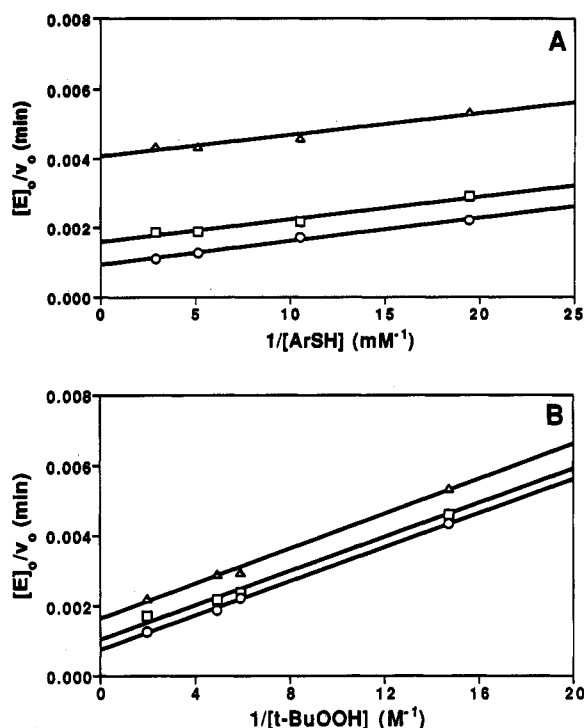 A
0.008
0.006
0.004
0.002
0.000
[E]o/vo (min)
0 5 10 15 20 25
1/[ArSH] (mM⁻¹)
B
0.008
0.006
0.004
0.002
0.000
[E]o/vo (min)
0 4 8 12 16 20
1/[t-BuOOH] (M⁻¹)